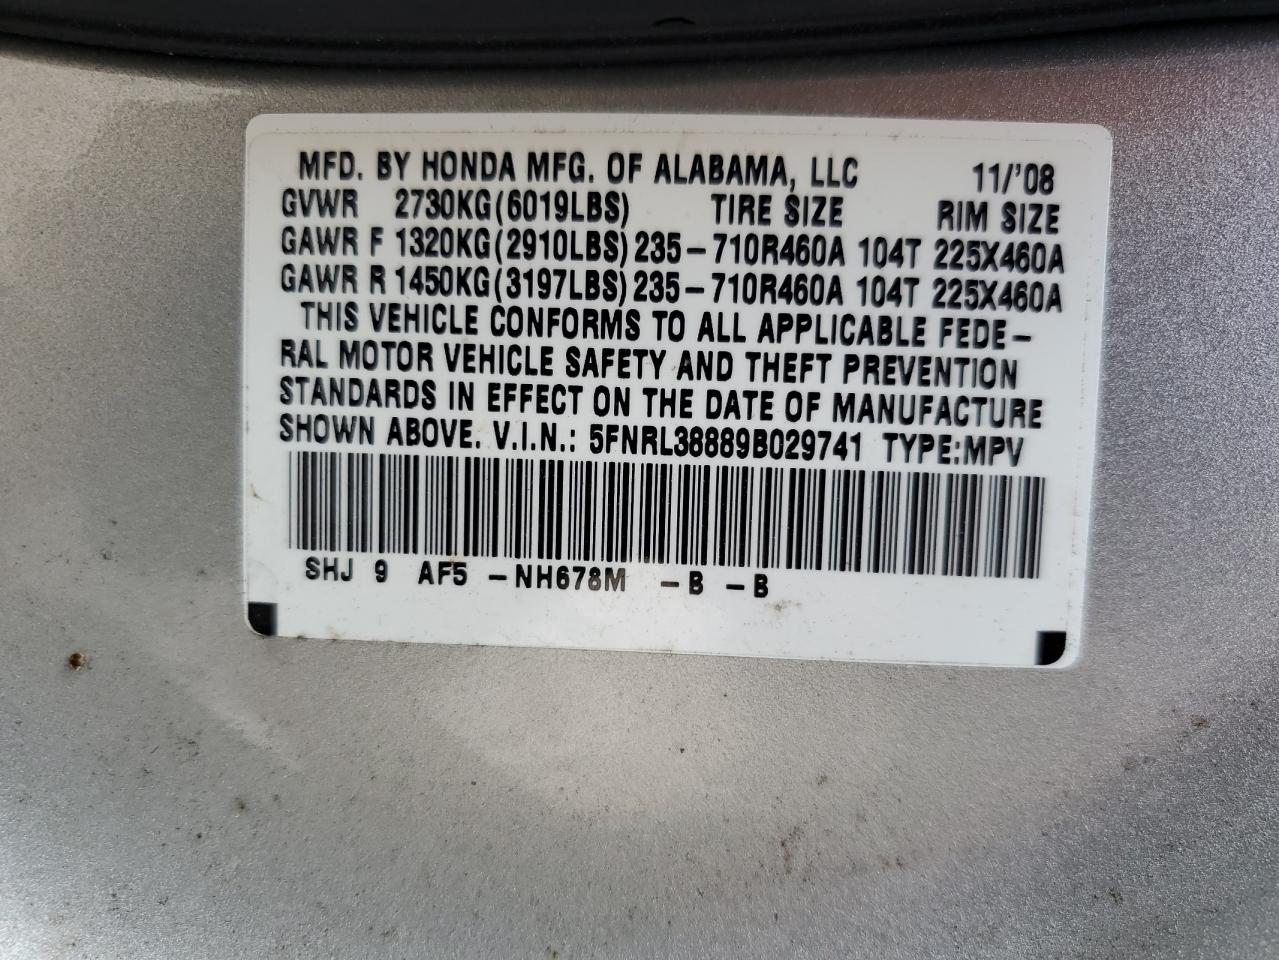 MFD. BY HONDA MFG. OF ALABAMA, LLC 11/'08
GVWR 2730KG(6019LBS) TIRE SIZE RIM SIZE
GAWR F 1320KG(2910LBS) 235-710R460A 104T 225X460A
GAWR R 1450KG(3197LBS) 235-710R460A 104T 225X460A
THIS VEHICLE CONFORMS TO ALL APPLICABLE FEDE-
RAL MOTOR VEHICLE SAFETY AND THEFT PREVENTION
STANDARDS IN EFFECT ON THE DATE OF MANUFACTURE
SHOWN ABOVE. V.I.N.: 5FNRL38889B029741 TYPE:MPV
SHJ 9 AF5 -NH678M -B -B